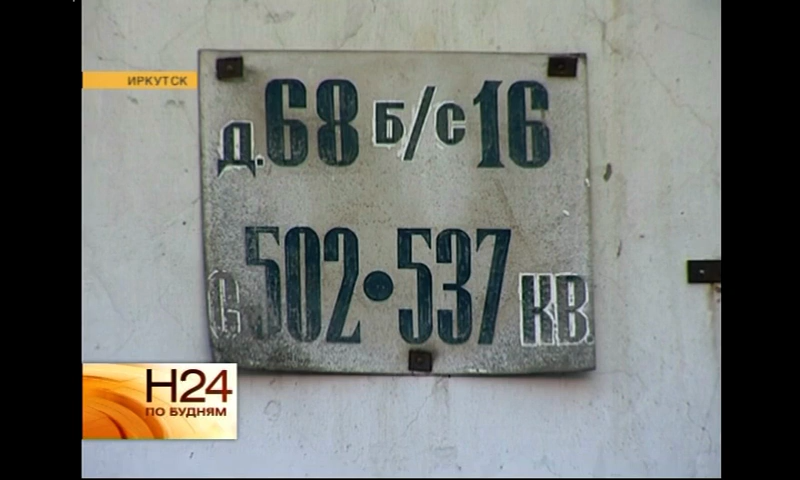 ИРКУТСК
д.68 Б/с 16
С 502•537 КВ.
Н24
ПО БУДНЯМ